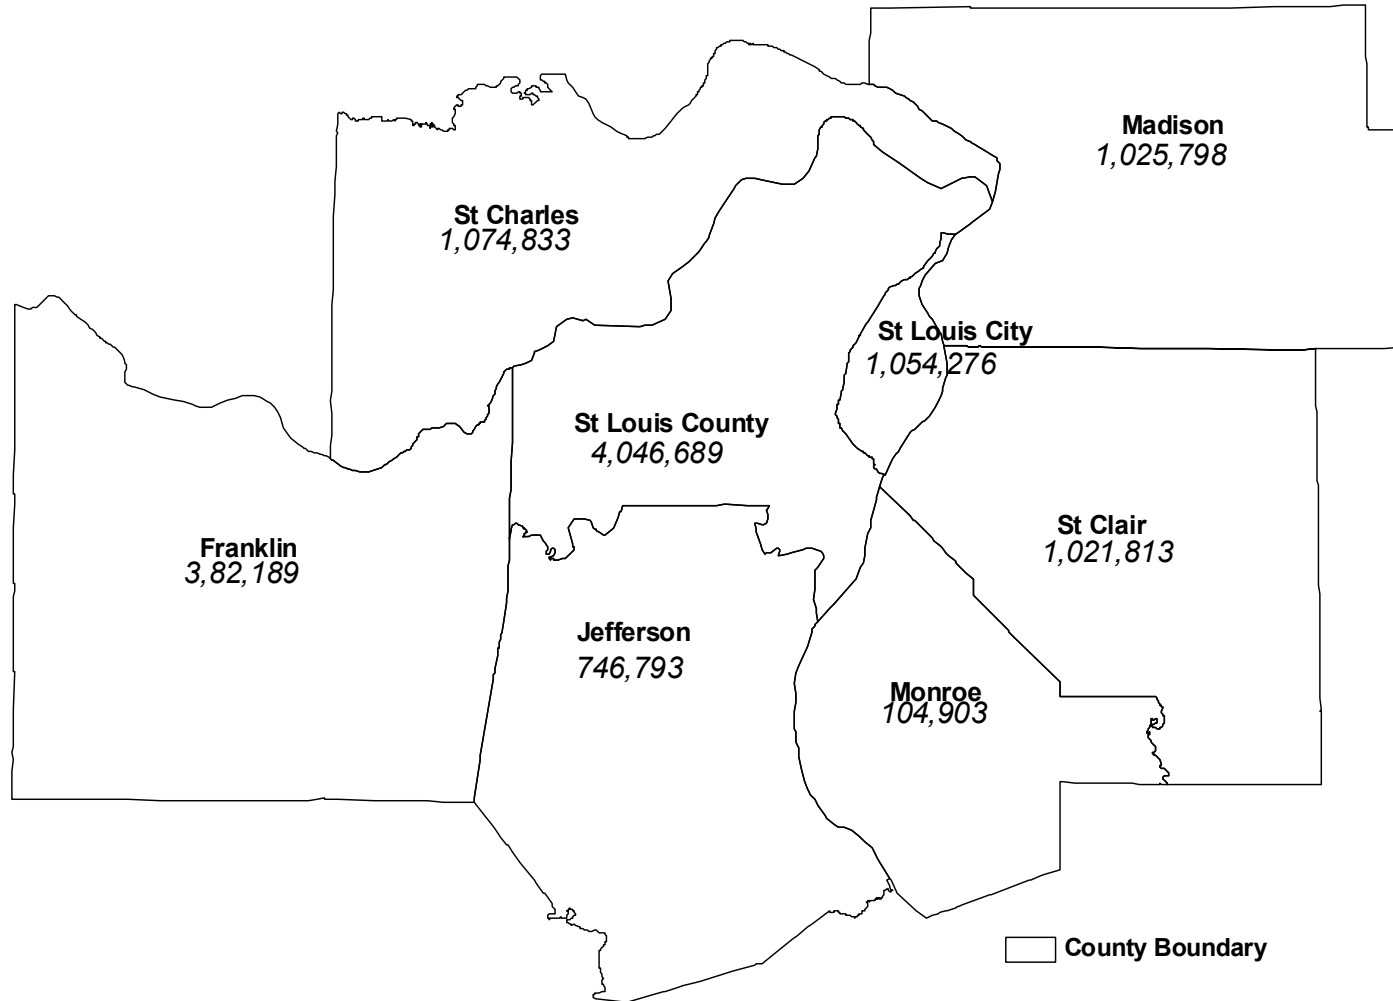 Madison
1,025,798
St Charles
1,074,833
St Louis City
1,054,276
St Louis County
4,046,689
St Clair
1,021,813
Franklin
3,82,189
Jefferson
746,793
Monroe
104,903
County Boundary